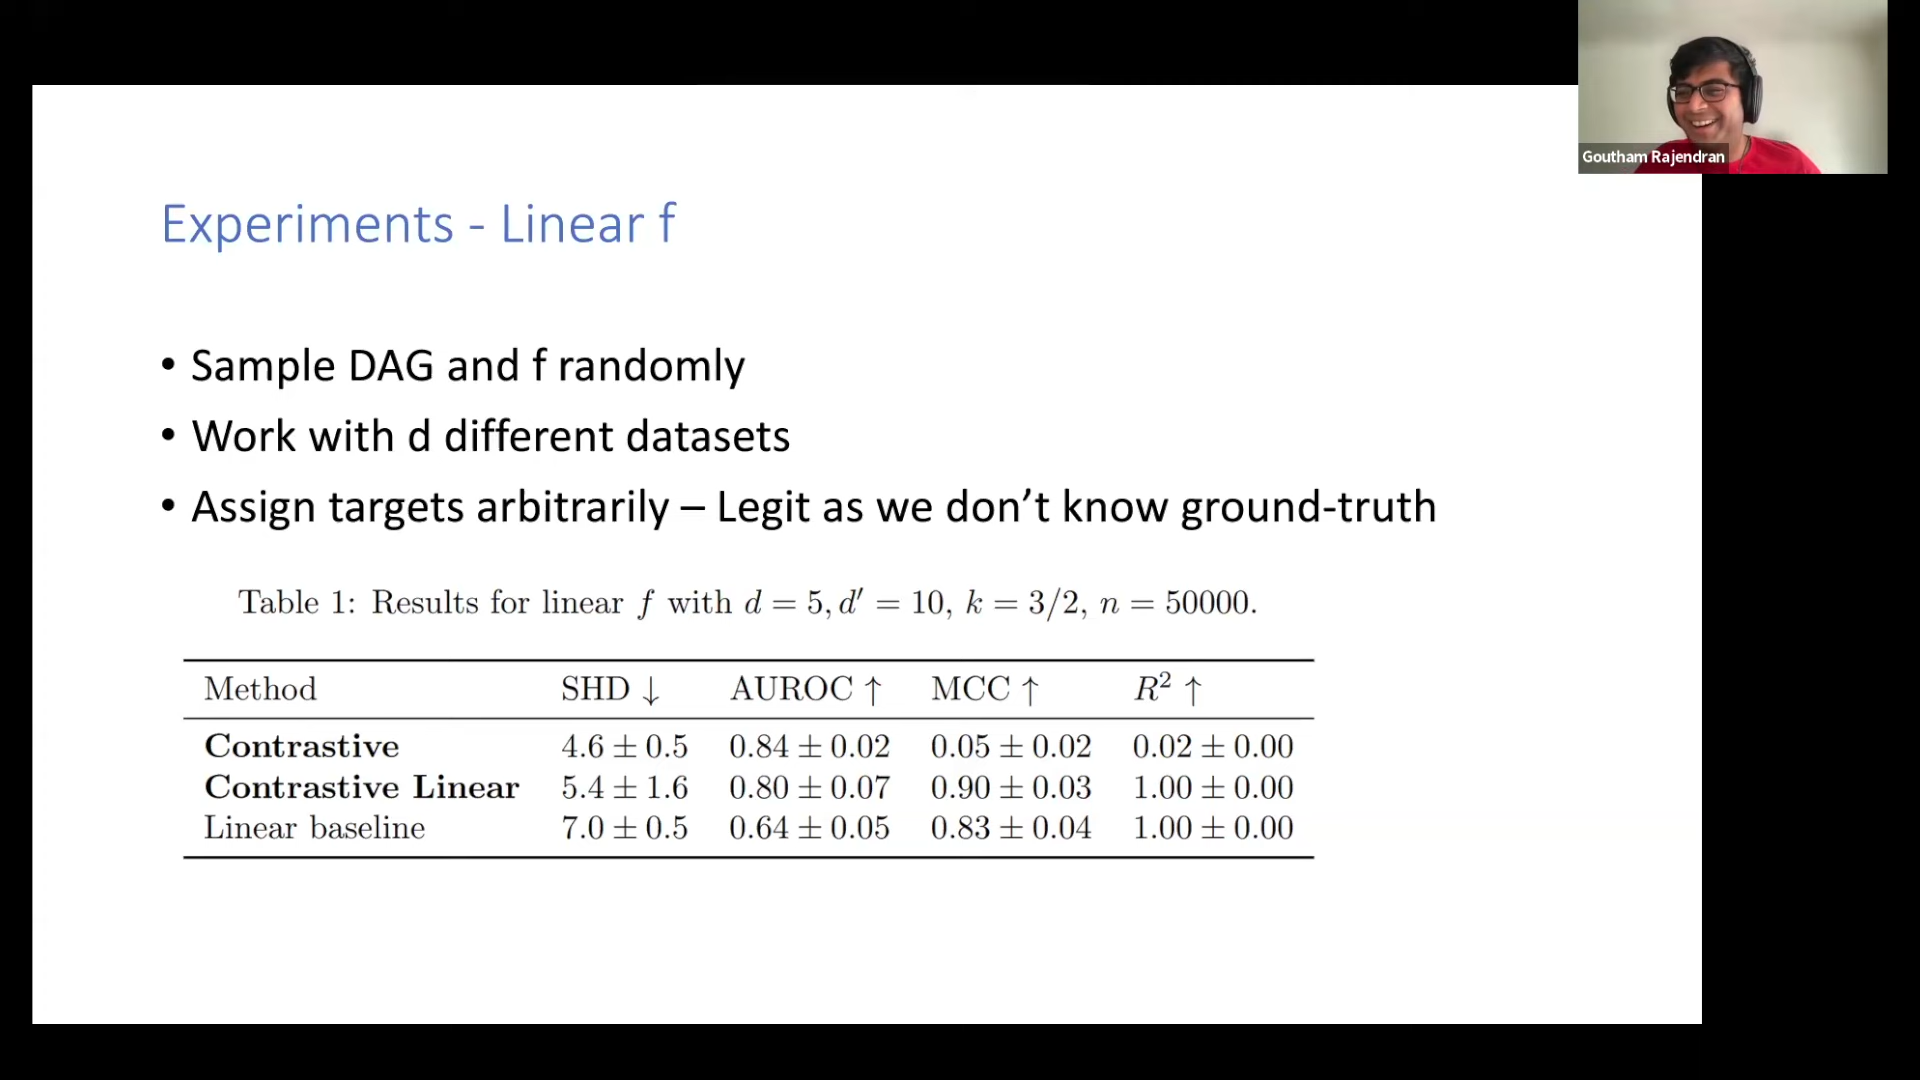 Goutham Rajendran
Experiments - Linear f
• Sample DAG and f randomly
• Work with d different datasets
• Assign targets arbitrarily – Legit as we don’t know ground-truth
Table 1: Results for linear f with d = 5, d′ = 10, k = 3/2, n = 50000.
Method SHD ↓ AUROC ↑ MCC ↑ R² ↑
Contrastive 4.6 ± 0.5 0.84 ± 0.02 0.05 ± 0.02 0.02 ± 0.00
Contrastive Linear 5.4 ± 1.6 0.80 ± 0.07 0.90 ± 0.03 1.00 ± 0.00
Linear baseline 7.0 ± 0.5 0.64 ± 0.05 0.83 ± 0.04 1.00 ± 0.00